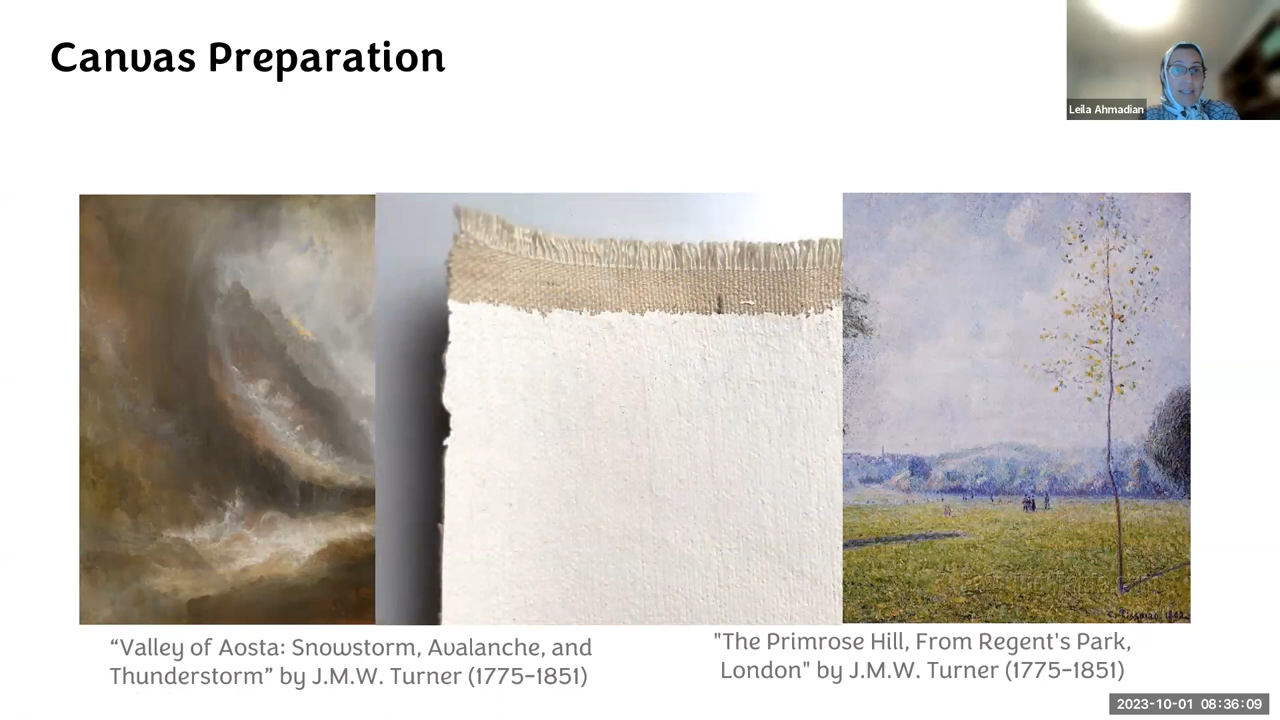 Canvas Preparation
Leila Ahmadian
“Valley of Aosta: Snowstorm, Avalanche, and
Thunderstorm” by J.M.W. Turner (1775–1851)
"The Primrose Hill, From Regent's Park,
London" by J.M.W. Turner (1775–1851)
2023-10-01 08:36:09